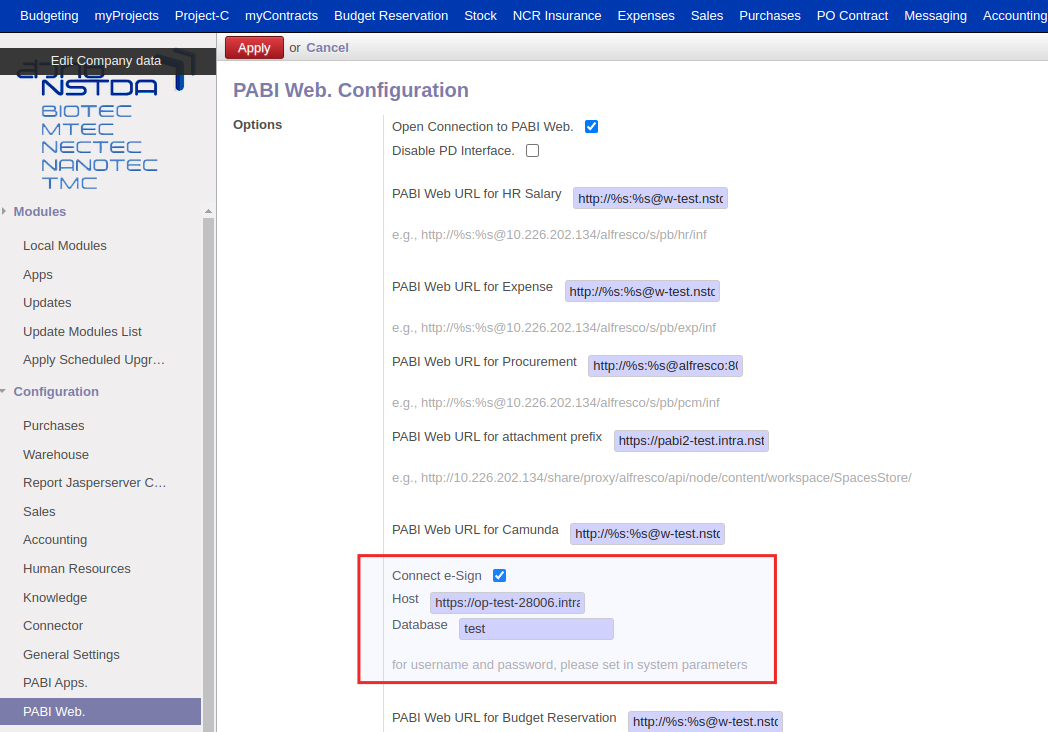 Budgeting myProjects Project-C myContracts Budget Reservation Stock NCR Insurance Expenses Sales Purchases PO Contract Messaging Accounting
Edit Company data
NSTDA
BIOTEC
MTEC
NECTEC
NANOTEC
TMC
Modules
Local Modules
Apps
Updates
Update Modules List
Apply Scheduled Upgr…
Configuration
Purchases
Warehouse
Report Jasperserver C…
Sales
Accounting
Human Resources
Knowledge
Connector
General Settings
PABI Apps.
PABI Web.
Apply or Cancel
PABI Web. Configuration
Options
Open Connection to PABI Web.
Disable PD Interface.
PABI Web URL for HR Salary http://%s:%s@w-test.nstd
e.g., http://%s:%s@10.226.202.134/alfresco/s/pb/hr/inf
PABI Web URL for Expense http://%s:%s@w-test.nstd
e.g., http://%s:%s@10.226.202.134/alfresco/s/pb/exp/inf
PABI Web URL for Procurement http://%s:%s@alfresco:80
e.g., http://%s:%s@10.226.202.134/alfresco/s/pb/pcm/inf
PABI Web URL for attachment prefix https://pabi2-test.intra.nst
e.g., http://10.226.202.134/share/proxy/alfresco/api/node/content/workspace/SpacesStore/
PABI Web URL for Camunda http://%s:%s@w-test.nstd
Connect e-Sign
Host https://op-test-28006.intra
Database test
for username and password, please set in system parameters
PABI Web URL for Budget Reservation http://%s:%s@w-test.nstd